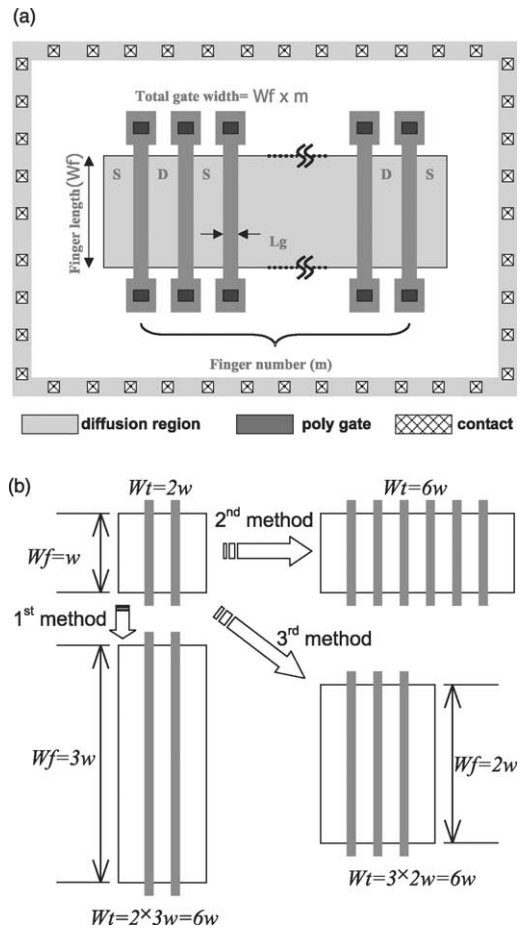 (a)
Total gate width= Wf x m
Finger length(Wf)
S D S D S
Lg
Finger number (m)
diffusion region poly gate contact
(b)
Wt=2w Wt=6w
2nd method
Wf=w
1st method
3rd method
Wf=3w
Wf=2w
Wt=3×2w=6w
Wt=2×3w=6w